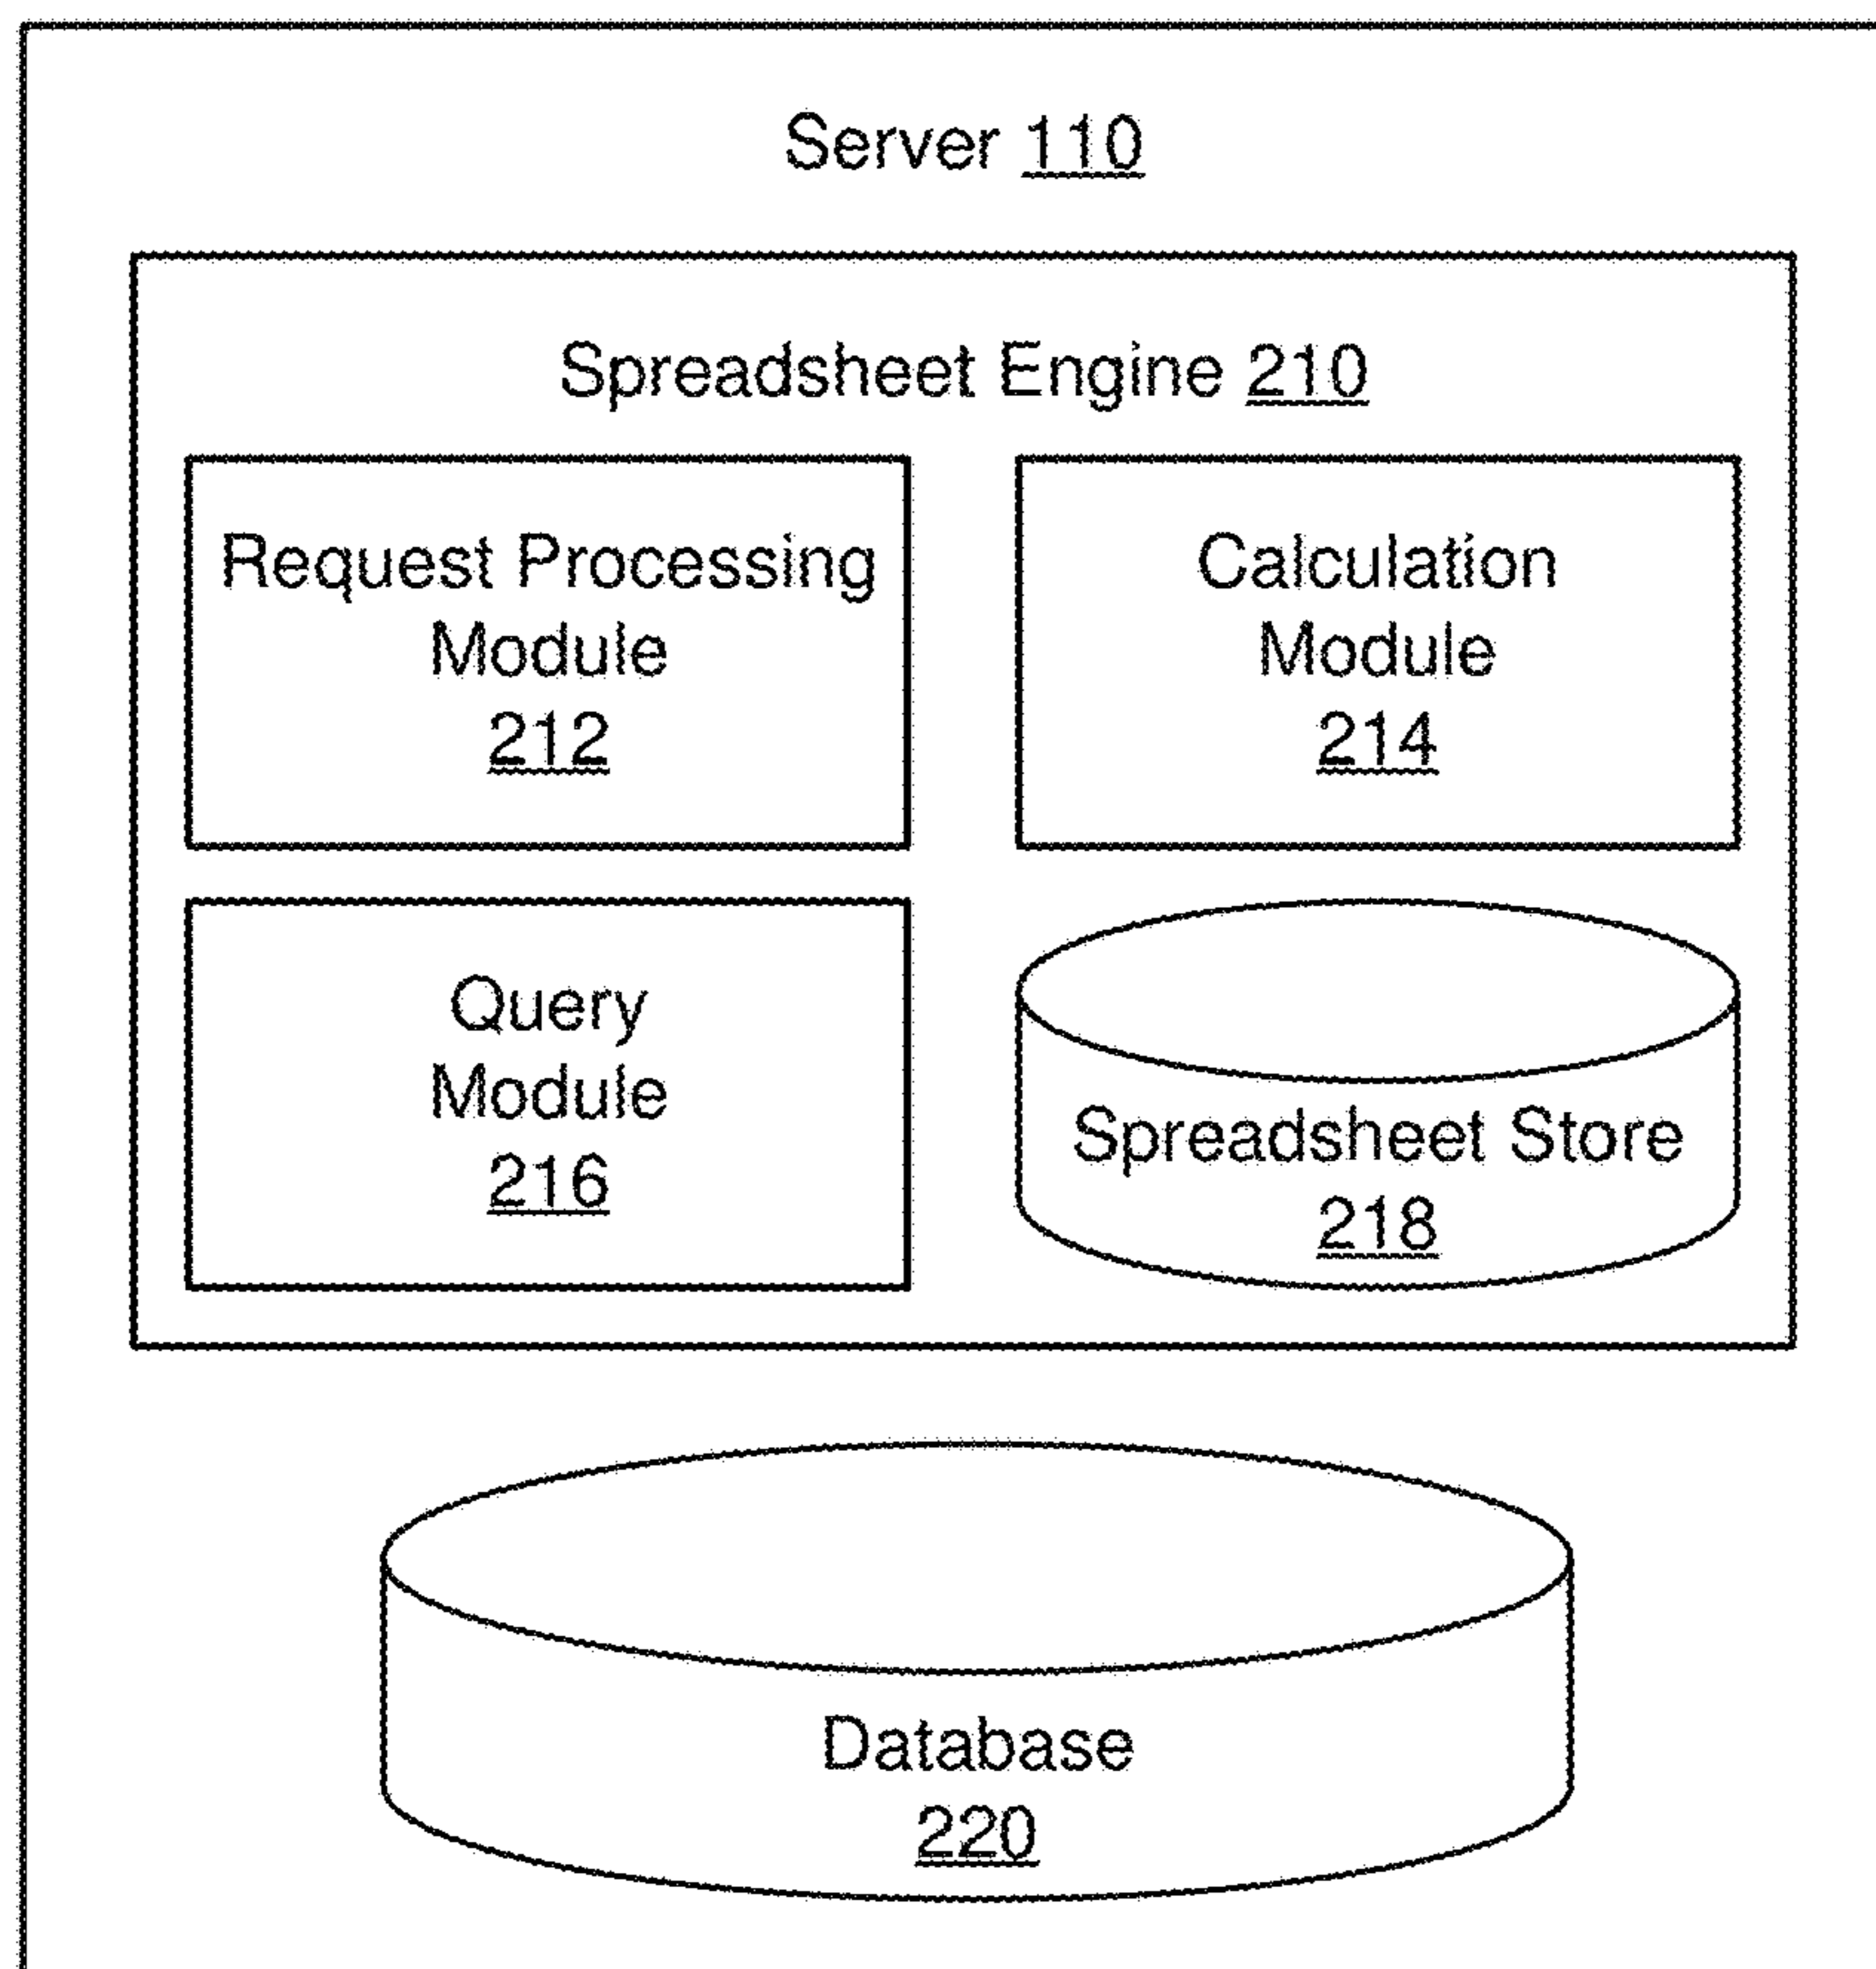 Server 110
Spreadsheet Engine 210
Request Processing
Module
212
Calculation
Module
214
Query
Module
216
Spreadsheet Store
218
Database
220